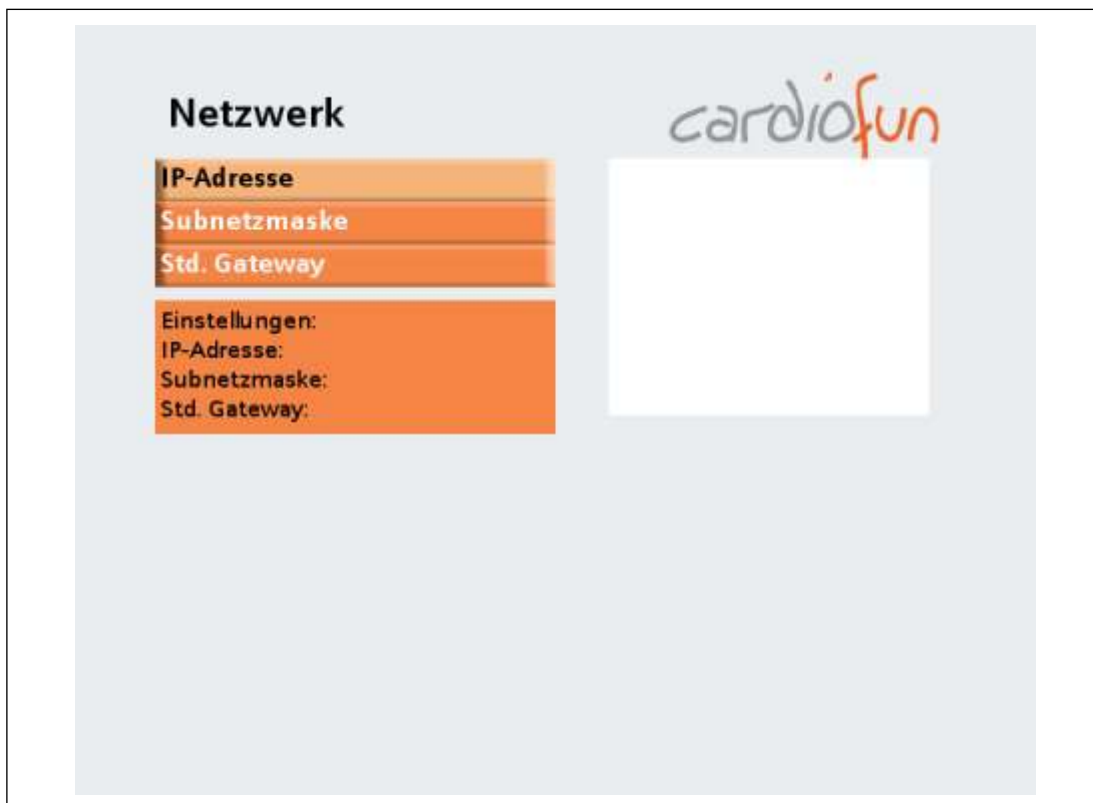 Netzwerk
cardiofun
IP-Adresse
Subnetzmaske
Std. Gateway
Einstellungen:
IP-Adresse:
Subnetzmaske:
Std. Gateway: